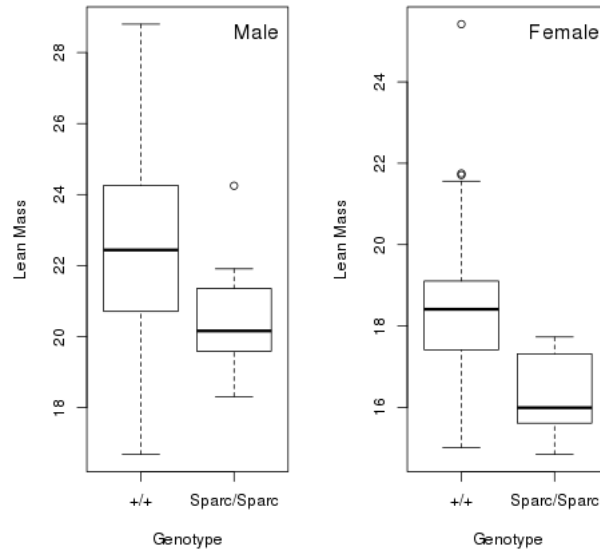 Male
Lean Mass
28
26
24
22
20
18
+/+
Sparc/Sparc
Genotype
Female
Lean Mass
24
22
20
18
16
+/+
Sparc/Sparc
Genotype